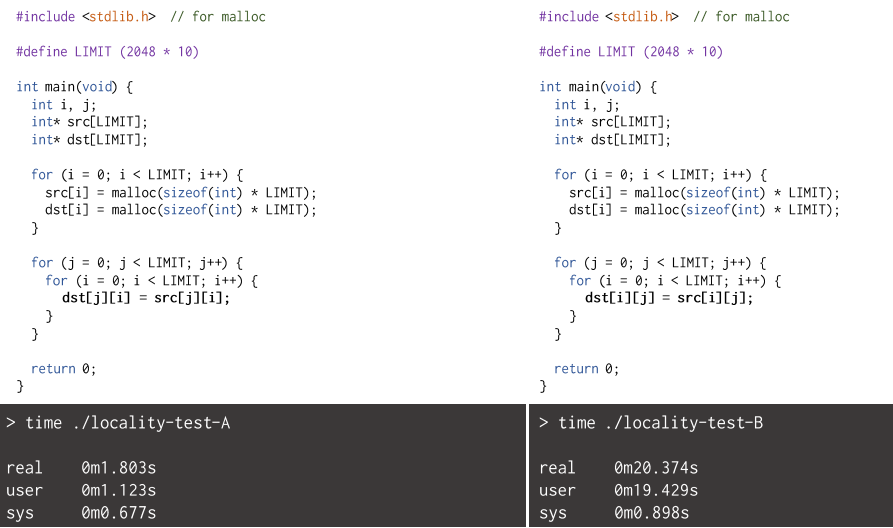 #include <stdlib.h>  // for malloc
#define LIMIT (2048 * 10)
int main(void) {
  int i, j;
  int* src[LIMIT];
  int* dst[LIMIT];
  for (i = 0; i < LIMIT; i++) {
    src[i] = malloc(sizeof(int) * LIMIT);
    dst[i] = malloc(sizeof(int) * LIMIT);
  }
  for (j = 0; j < LIMIT; j++) {
    for (i = 0; i < LIMIT; i++) {
      dst[j][i] = src[j][i];
    }
  }
  return 0;
}
> time ./locality-test-A
real    0m1.803s
user    0m1.123s
sys     0m0.677s
#include <stdlib.h>  // for malloc
#define LIMIT (2048 * 10)
int main(void) {
  int i, j;
  int* src[LIMIT];
  int* dst[LIMIT];
  for (i = 0; i < LIMIT; i++) {
    src[i] = malloc(sizeof(int) * LIMIT);
    dst[i] = malloc(sizeof(int) * LIMIT);
  }
  for (j = 0; j < LIMIT; j++) {
    for (i = 0; i < LIMIT; i++) {
      dst[i][j] = src[i][j];
    }
  }
  return 0;
}
> time ./locality-test-B
real    0m20.374s
user    0m19.429s
sys     0m0.898s